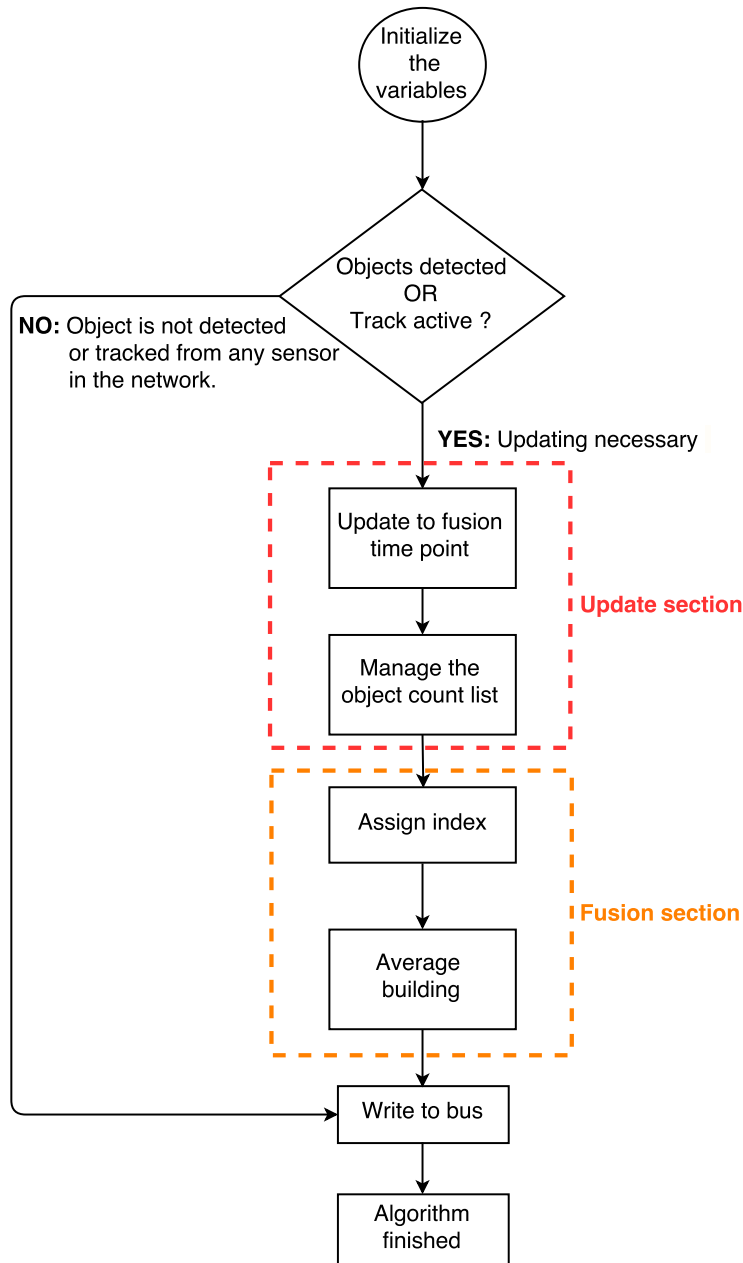 Initialize
the
variables
Objects detected
OR
Track active ?
NO: Object is not detected
or tracked from any sensor
in the network.
YES: Updating necessary
Update to fusion
time point
Update section
Manage the
object count list
Assign index
Fusion section
Average
building
Write to bus
Algorithm
finished